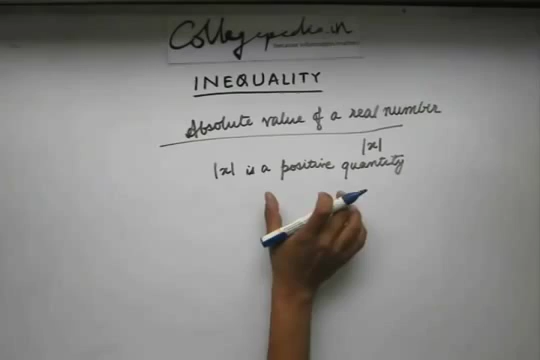 Collegepedia.in
INEQUALITY
Absolute value of a real number
|x|
|x| is a positive quantity